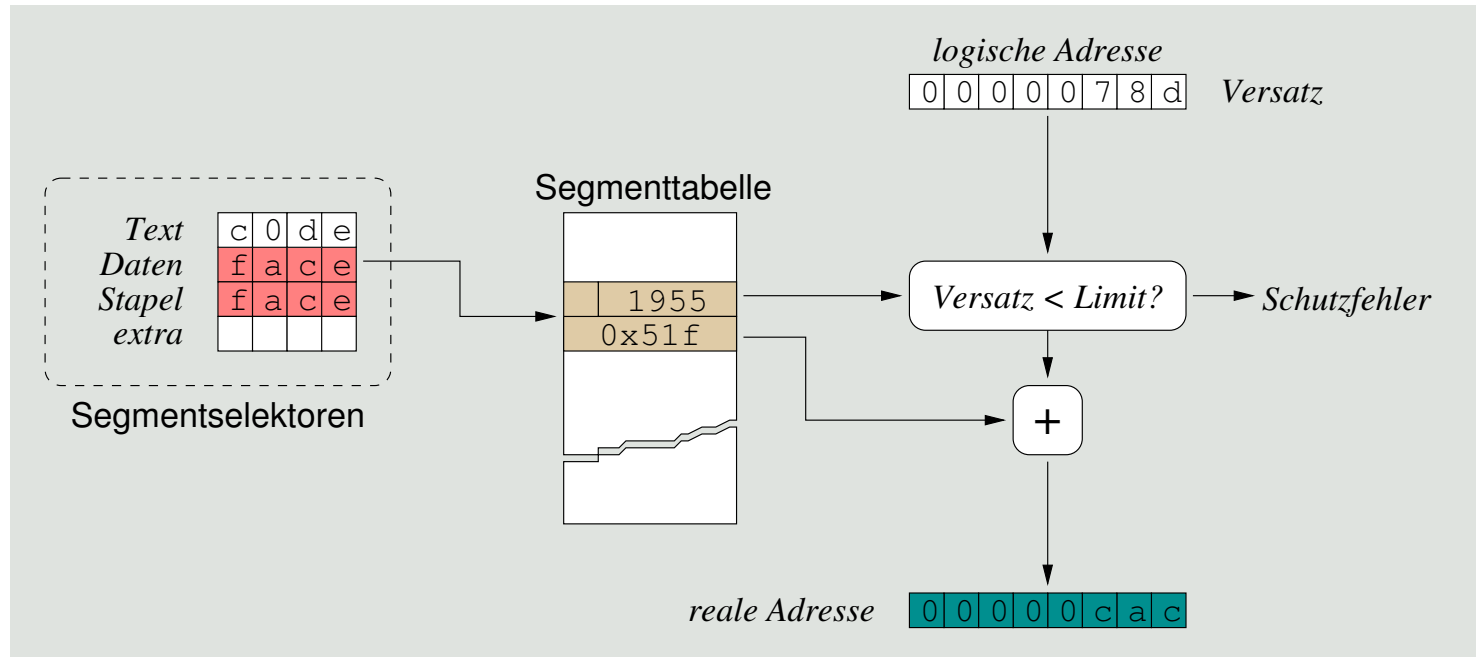 logische Adresse
0 0 0 0 0 7 8 d Versatz
Segmenttabelle
Text c 0 d e
Daten f a c e
Stapel f a c e
extra
Segmentselektoren
1955
0x51f
Versatz < Limit?
Schutzfehler
+
reale Adresse 0 0 0 0 0 c a c